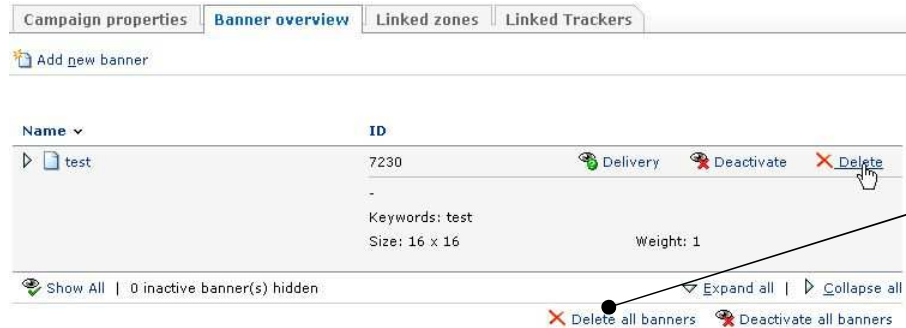 Campaign properties Banner overview Linked zones Linked Trackers
Add new banner
Name ID
test 7230 Delivery Deactivate Delete
-
Keywords: test
Size: 16 x 16 Weight: 1
Show All | 0 inactive banner(s) hidden Expand all | Collapse all
Delete all banners Deactivate all banners